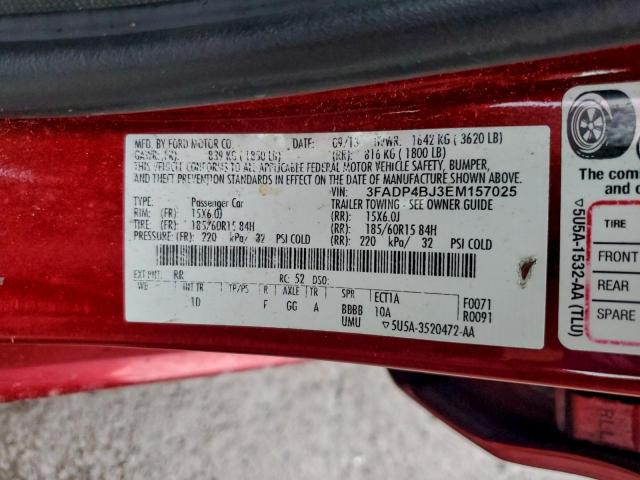 MFD. BY FORD MOTOR CO. DATE: 09/13 GVWR: 1642 KG ( 3620 LB)
GAWR: (FR): 839 KG ( 1850 LB) (RR): 816 KG ( 1800 LB)
THIS VEHICLE CONFORMS TO ALL APPLICABLE FEDERAL MOTOR VEHICLE SAFETY, BUMPER,
AND THEFT PREVENTION STANDARDS IN EFFECT ON THE DATE OF MANUFACTURE SHOWN ABOVE.
VIN: 3FADP4BJ3EM157025
TYPE: Passenger Car TRAILER TOWING - SEE OWNER GUIDE
RIM: (FR) 15X6.0J (RR): 15X6.0J
TIRE: (FR) 185/60R15 84H (RR): 185/60R15 84H
PRESSURE: (FR) 220 kPa/ 32 PSI COLD (RR): 220 kPa/ 32 PSI COLD
EXT PNT: RR RC: 52 DSO:
WB INT TR TP/PS R AXLE TR SPR ECT1A F0071
1D F GG A BBBB 10A R0091
UMU ▽5U5A-3520472-AA
The com
▽5U5A-1532-AA (TLU)
TIRE
FRONT
REAR
SPARE